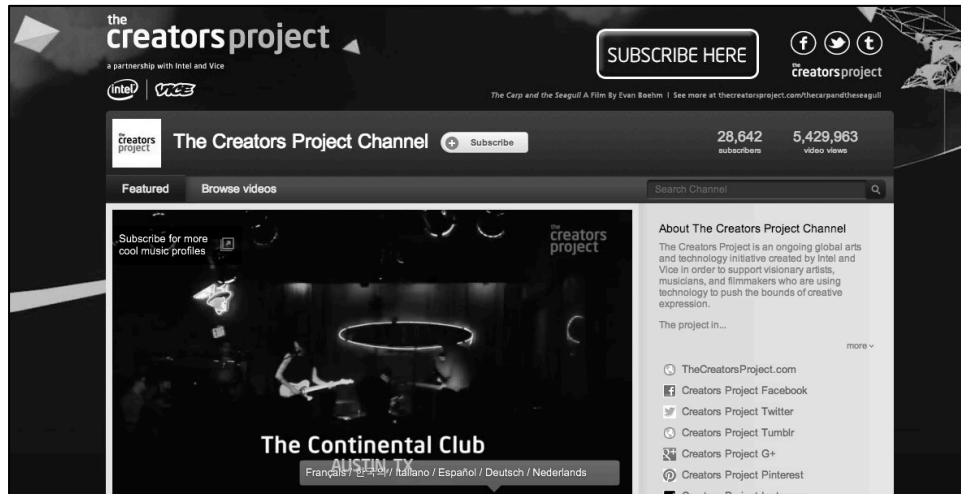 the
creatorsproject
a partnership with Intel and Vice
intel VICE
SUBSCRIBE HERE
the
creatorsproject
The Carp and the Seagull A Film By Evan Boehm | See more at thecreatorsproject.com/thecarpandtheseagull
the
creators
project
The Creators Project Channel
Subscribe
28,642
subscribers
5,429,963
video views
Featured
Browse videos
Search Channel
Subscribe for more
cool music profiles
the
creators
project
The Continental Club
AUSTIN, TX
Français / 한국의 / Italiano / Español / Deutsch / Nederlands
About The Creators Project Channel
The Creators Project is an ongoing global arts
and technology initiative created by Intel and
Vice in order to support visionary artists,
musicians, and filmmakers who are using
technology to push the bounds of creative
expression.
The project in...
more
TheCreatorsProject.com
Creators Project Facebook
Creators Project Twitter
Creators Project Tumblr
Creators Project G+
Creators Project Pinterest